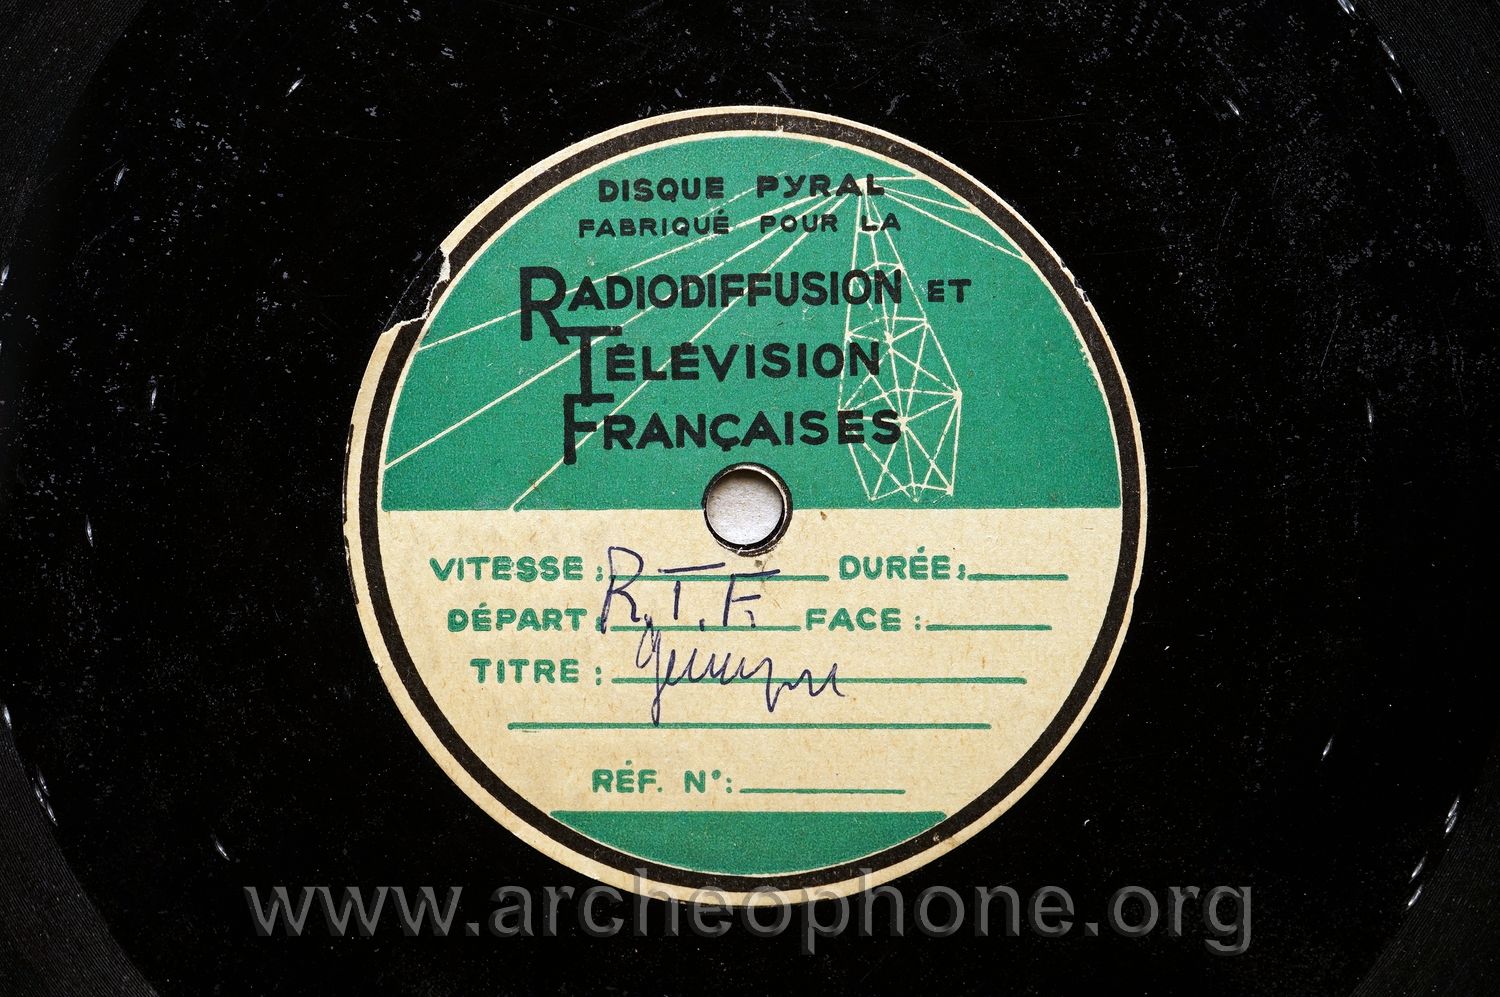 DISQUE PYRAL
FABRIQUÉ POUR LA
RADIODIFFUSION ET
TÉLÉVISION
FRANÇAISES
VITESSE : DURÉE :
R.T.F.
DÉPART : FACE :
TITRE :
RÉF. N° :
www.archeophone.org